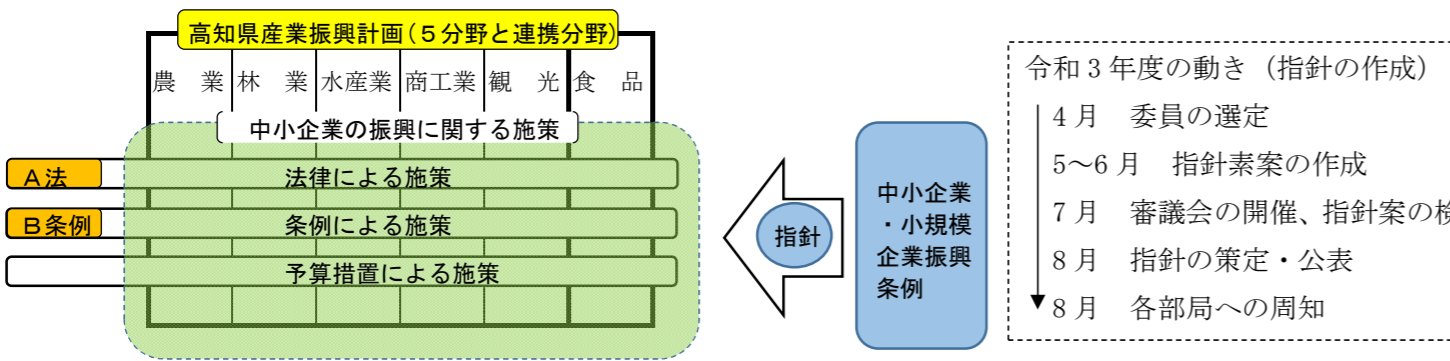 高知県産業振興計画(5分野と連携分野)
農 業 林 業 水産業 商工業 観 光 食 品
中小企業の振興に関する施策
A法 法律による施策
B条例 条例による施策
予算措置による施策
指針
中小企業
・小規模
企業振興
条例
令和3年度の動き（指針の作成）
4月 委員の選定
5～6月 指針素案の作成
7月 審議会の開催、指針案の検
8月 指針の策定・公表
8月 各部局への周知